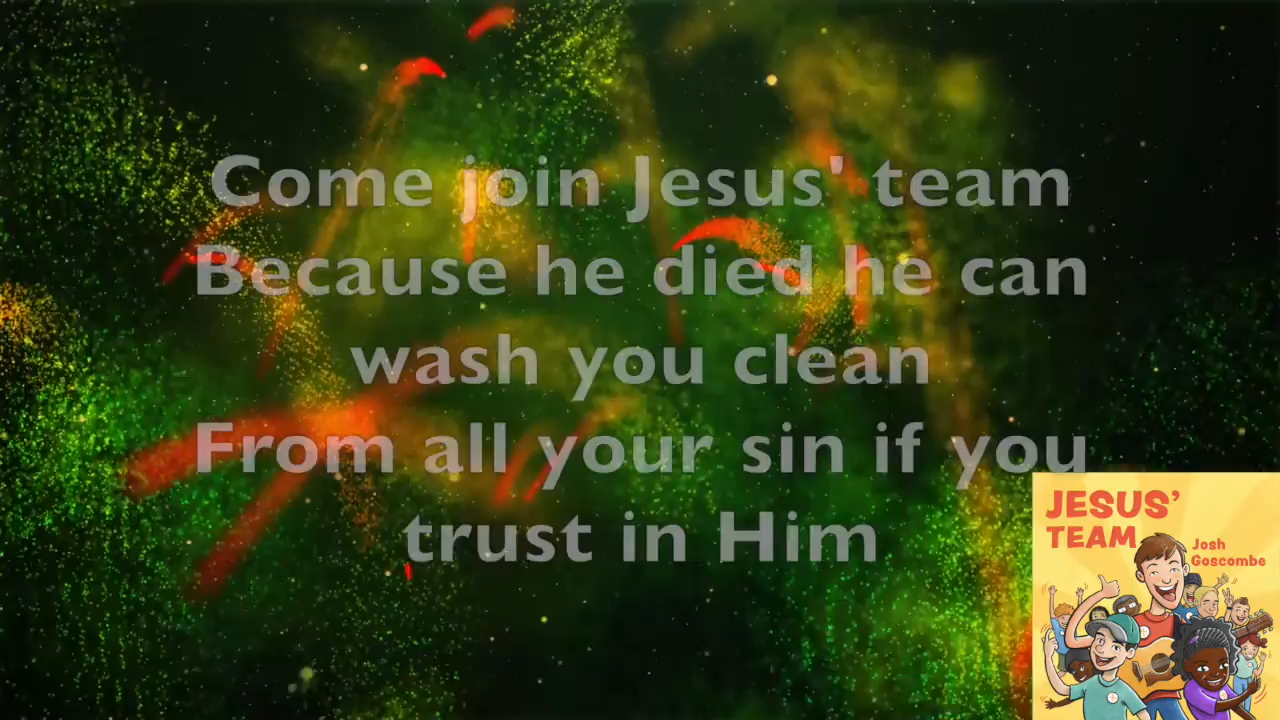 Come join Jesus' team
Because he died he can
wash you clean
From all your sin if you
trust in Him
JESUS'
TEAM
Josh
Goscombe